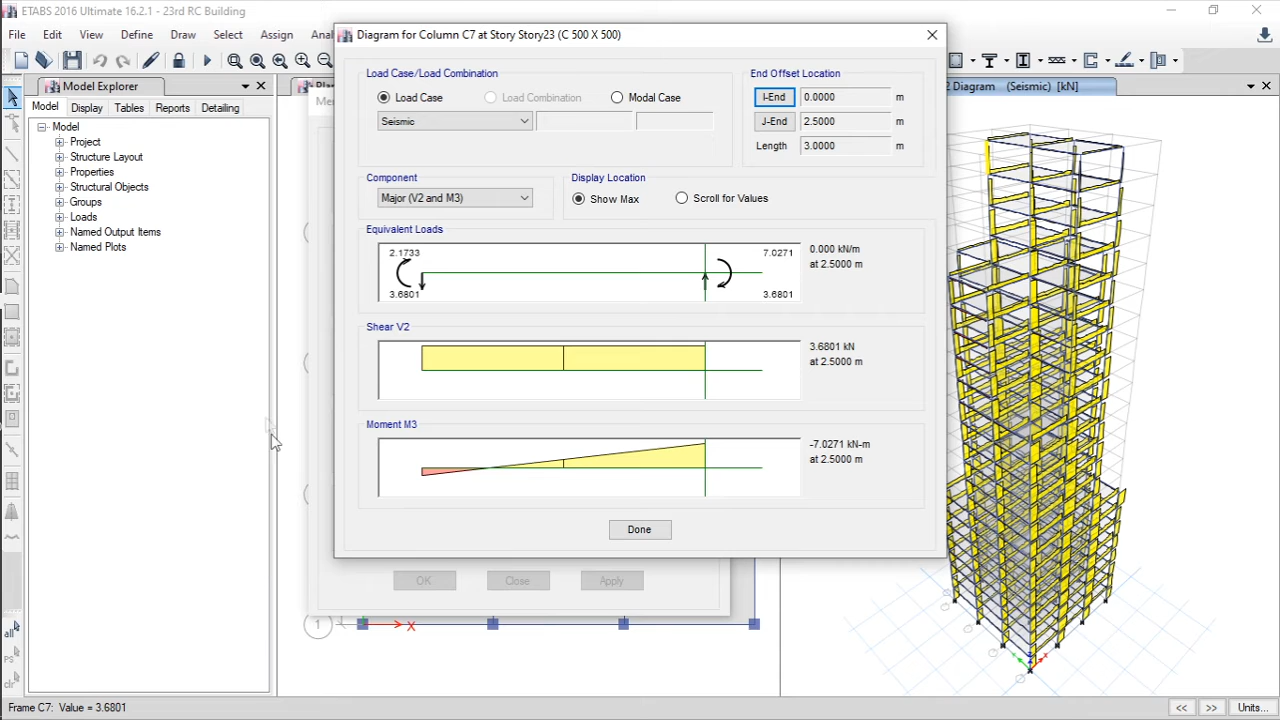 ETABS 2016 Ultimate 16.2.1 - 23rd RC Building
File Edit View Define Draw Select Assign
Diagram for Column C7 at Story Story23 (C 500 X 500)
Model Explorer
Model Display Tables Reports Detailing
Model
Project
Structure Layout
Properties
Structural Objects
Groups
Loads
Named Output Items
Named Plots
Load Case/Load Combination
Load Case Load Combination Modal Case
Seismic
End Offset Location
I-End 0.0000 m
J-End 2.5000 m
Length 3.0000 m
Component
Major (V2 and M3)
Display Location
Show Max Scroll for Values
Equivalent Loads
2.1733 7.0271
3.6801 3.6801
0.000 kN/m
at 2.5000 m
Shear V2
3.6801 kN
at 2.5000 m
Moment M3
-7.0271 kN-m
at 2.5000 m
Done
OK Close Apply
1 X
2 Diagram (Seismic) [kN]
all
PS
clr
Frame C7: Value = 3.6801
<< >> Units...